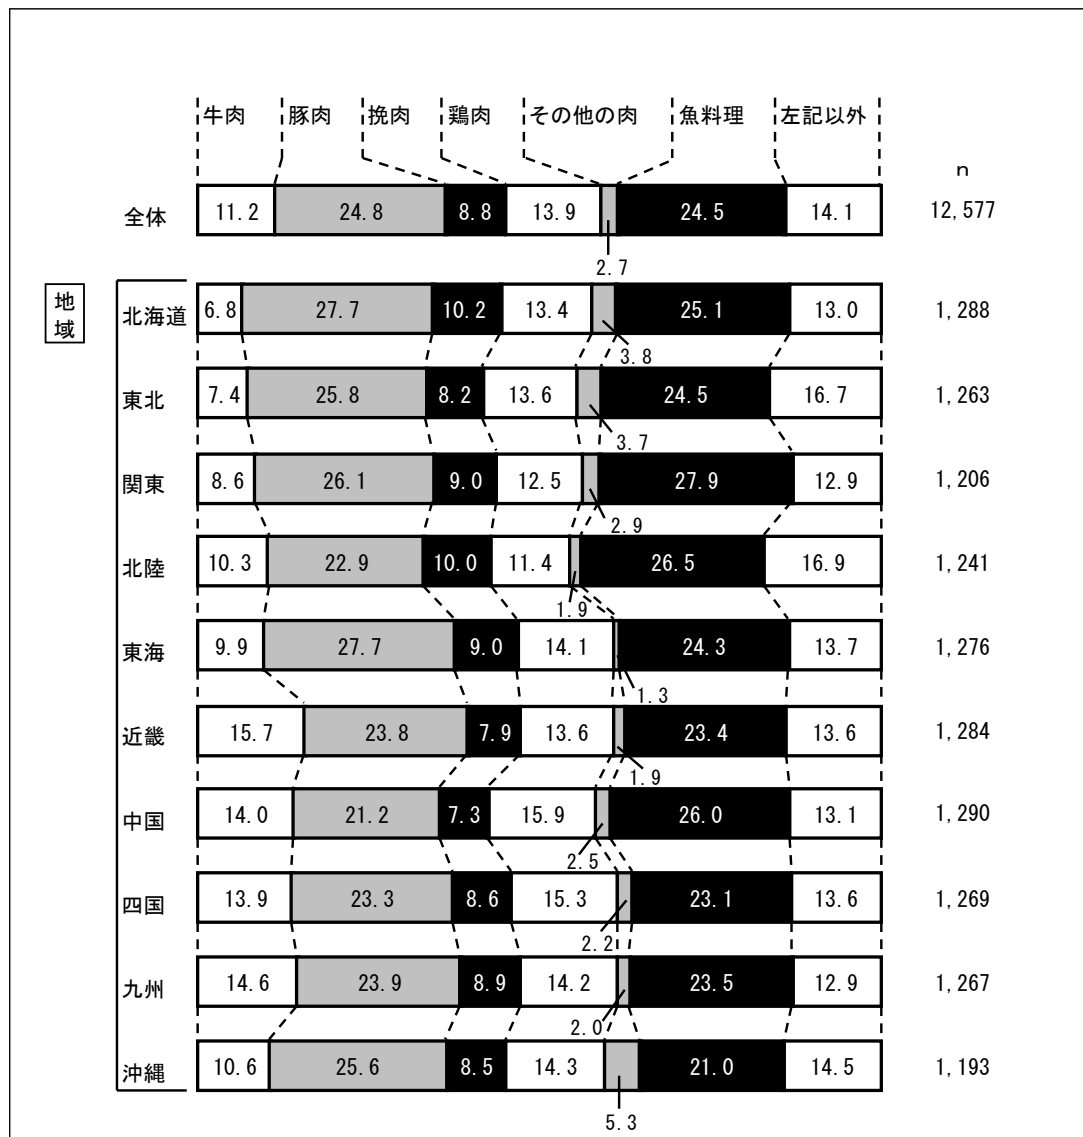 牛肉 豚肉 挽肉 鶏肉 その他の肉 魚料理 左記以外
n
全体 11.2 24.8 8.8 13.9 24.5 14.1 12,577
2.7
地域
北海道 6.8 27.7 10.2 13.4 25.1 13.0 1,288
3.8
東北 7.4 25.8 8.2 13.6 24.5 16.7 1,263
3.7
関東 8.6 26.1 9.0 12.5 27.9 12.9 1,206
2.9
北陸 10.3 22.9 10.0 11.4 26.5 16.9 1,241
1.9
東海 9.9 27.7 9.0 14.1 24.3 13.7 1,276
1.3
近畿 15.7 23.8 7.9 13.6 23.4 13.6 1,284
1.9
中国 14.0 21.2 7.3 15.9 26.0 13.1 1,290
2.5
四国 13.9 23.3 8.6 15.3 23.1 13.6 1,269
2.2
九州 14.6 23.9 8.9 14.2 23.5 12.9 1,267
2.0
沖縄 10.6 25.6 8.5 14.3 21.0 14.5 1,193
5.3